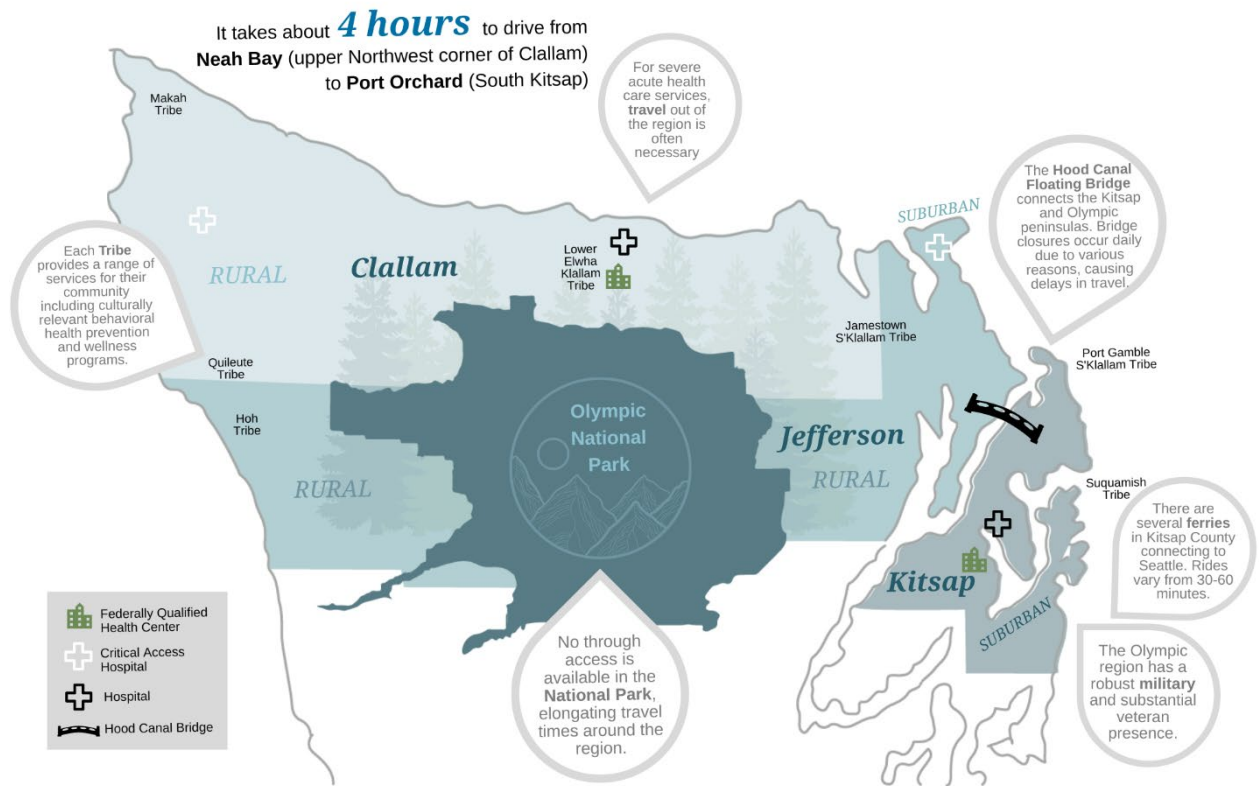 It takes about 4 hours to drive from
Neah Bay (upper Northwest corner of Clallam)
to Port Orchard (South Kitsap)
For severe
acute health
care services,
travel out of
the region is
often
necessary
Makah
Tribe
The Hood Canal
Floating Bridge
connects the Kitsap
and Olympic
peninsulas. Bridge
closures occur daily
due to various
reasons, causing
delays in travel.
SUBURBAN
Each Tribe
provides a range of
services for their
community
including culturally
relevant behavioral
health prevention
and wellness
programs.
RURAL
Clallam
Lower
Elwha
Klallam
Tribe
Jamestown
S'Klallam Tribe
Port Gamble
S'Klallam Tribe
Quileute
Tribe
Hoh
Tribe
Olympic
National
Park
Jefferson
RURAL
RURAL
Suquamish
Tribe
There are
several ferries
in Kitsap County
connecting to
Seattle. Rides
vary from 30-60
minutes.
Kitsap
SUBURBAN
Federally Qualified
Health Center
Critical Access
Hospital
Hospital
Hood Canal Bridge
No through
access is
available in the
National Park,
elongating travel
times around the
region.
The Olympic
region has a
robust military
and substantial
veteran
presence.